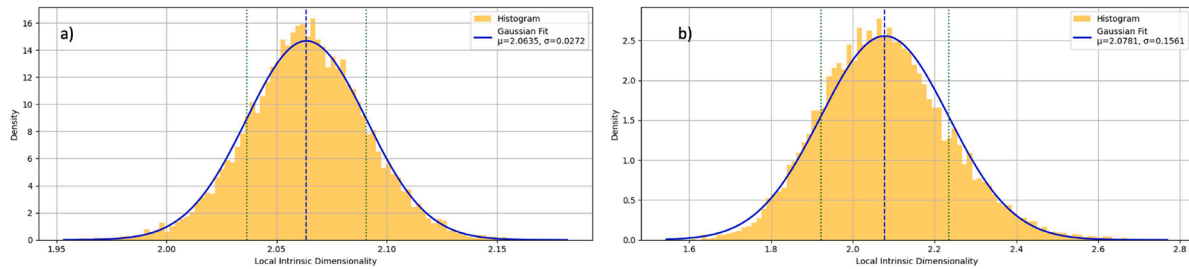 a)
Histogram
Gaussian Fit
μ=2.0635, σ=0.0272
16
14
12
10
8
6
4
2
0
Density
1.95
2.00
2.05
2.10
2.15
Local Intrinsic Dimensionality
b)
Histogram
Gaussian Fit
μ=2.0781, σ=0.1561
2.5
2.0
1.5
1.0
0.5
0.0
Density
1.6
1.8
2.0
2.2
2.4
2.6
2.8
Local Intrinsic Dimensionality